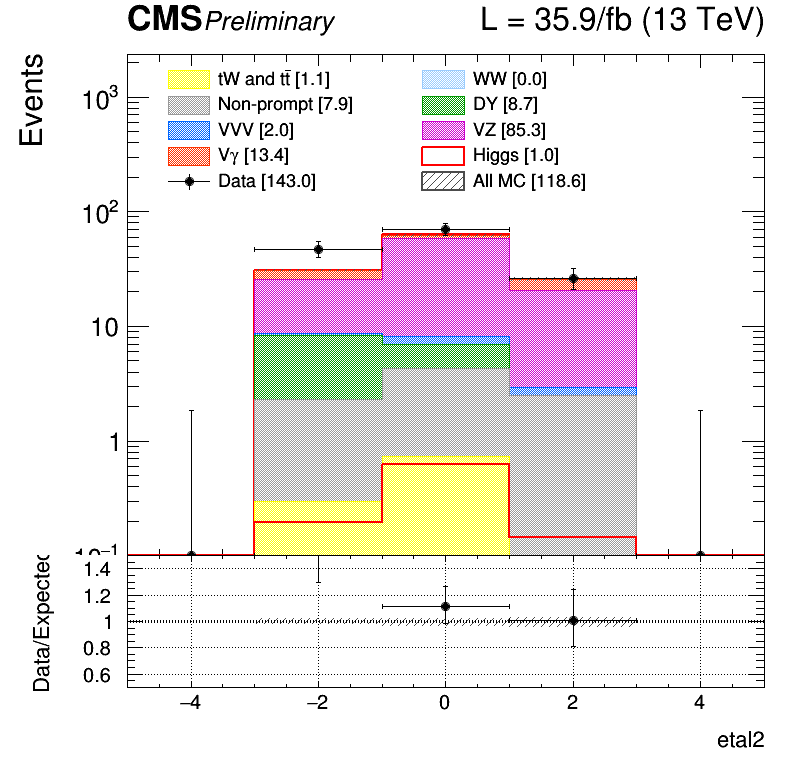 CMS Preliminary L = 35.9/fb (13 TeV)
Events
tW and tt̄ [1.1] WW [0.0]
Non-prompt [7.9] DY [8.7]
VVV [2.0] VZ [85.3]
Vγ [13.4] Higgs [1.0]
Data [143.0] All MC [118.6]
10³
10²
10
1
Data/Expected
1.4
1.2
1
0.8
0.6
−4 −2 0 2 4
etal2